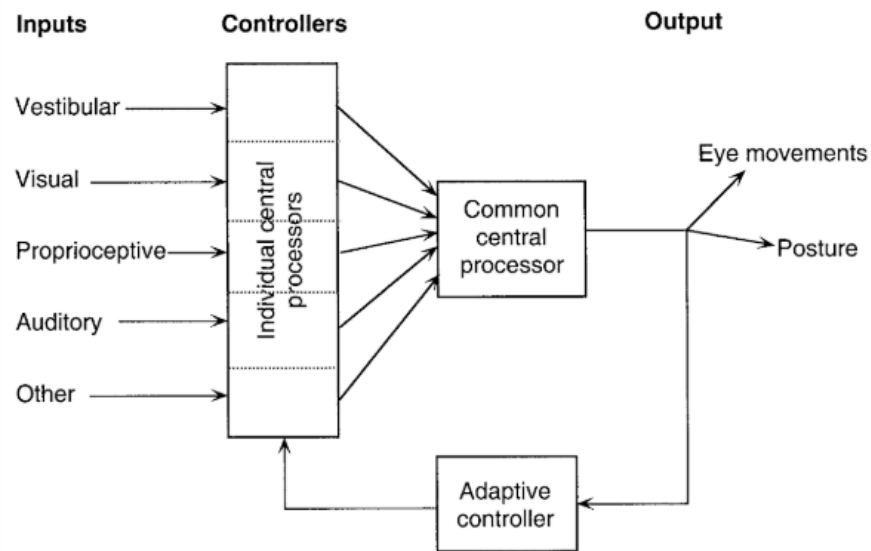 Inputs
Controllers
Output
Vestibular
Visual
Proprioceptive
Auditory
Other
Individual central
processors
Common
central
processor
Eye movements
Posture
Adaptive
controller